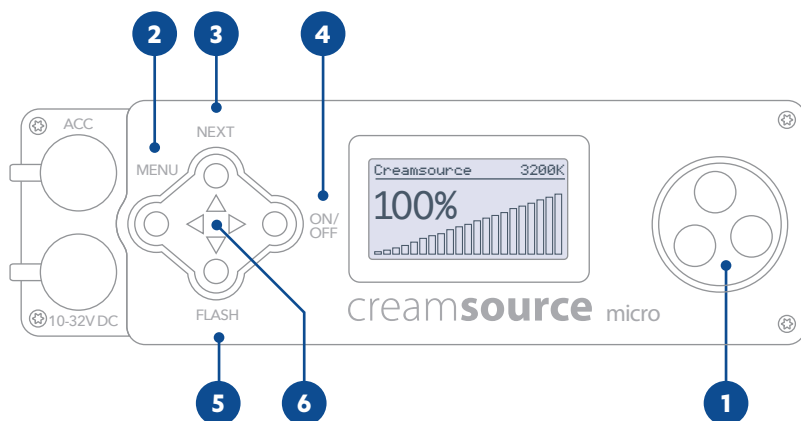 2
3
4
ACC
NEXT
MENU
Creamsource 3200K
100%
ON/
OFF
10-32V DC
FLASH
creamsource micro
5
6
1